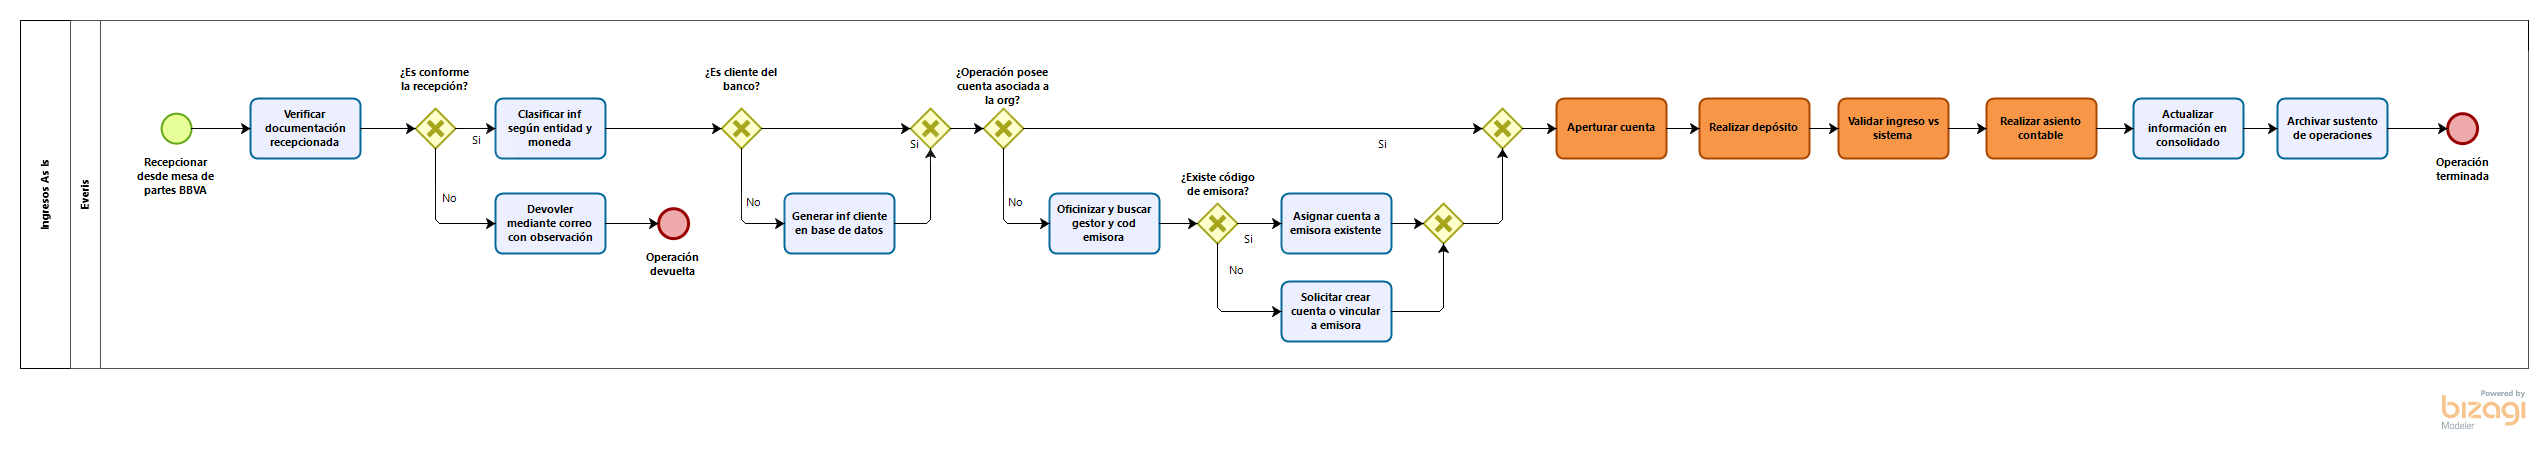 Ingresos As Is
Everis
Recepcionar
desde mesa de
partes BBVA
Verificar
documentación
recepcionada
¿Es conforme
la recepción?
Si
No
Clasificar inf
según entidad y
moneda
Devovler
mediante correo
con observación
Operación
devuelta
¿Es cliente del
banco?
Si
No
Generar inf cliente
en base de datos
¿Operación posee
cuenta asociada a
la org?
Si
No
Oficinizar y buscar
gestor y cod
emisora
¿Existe código
de emisora?
Si
No
Asignar cuenta a
emisora existente
Solicitar crear
cuenta o vincular
a emisora
Aperturar cuenta
Realizar depósito
Validar ingreso vs
sistema
Realizar asiento
contable
Actualizar
información en
consolidado
Archivar sustento
de operaciones
Operación
terminada
Powered by
bizagi
Modeler